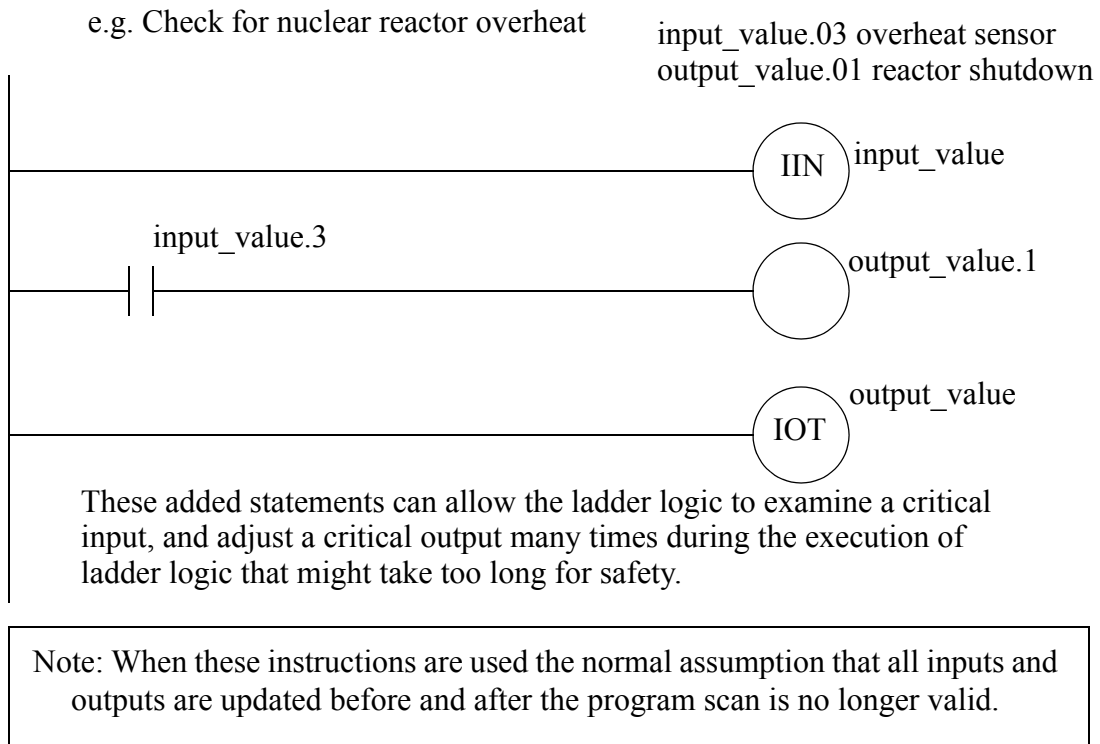 e.g. Check for nuclear reactor overheat
input_value.03 overheat sensor
output_value.01 reactor shutdown
IIN
input_value
input_value.3
output_value.1
output_value
IOT
These added statements can allow the ladder logic to examine a critical
input, and adjust a critical output many times during the execution of
ladder logic that might take too long for safety.
Note: When these instructions are used the normal assumption that all inputs and
outputs are updated before and after the program scan is no longer valid.